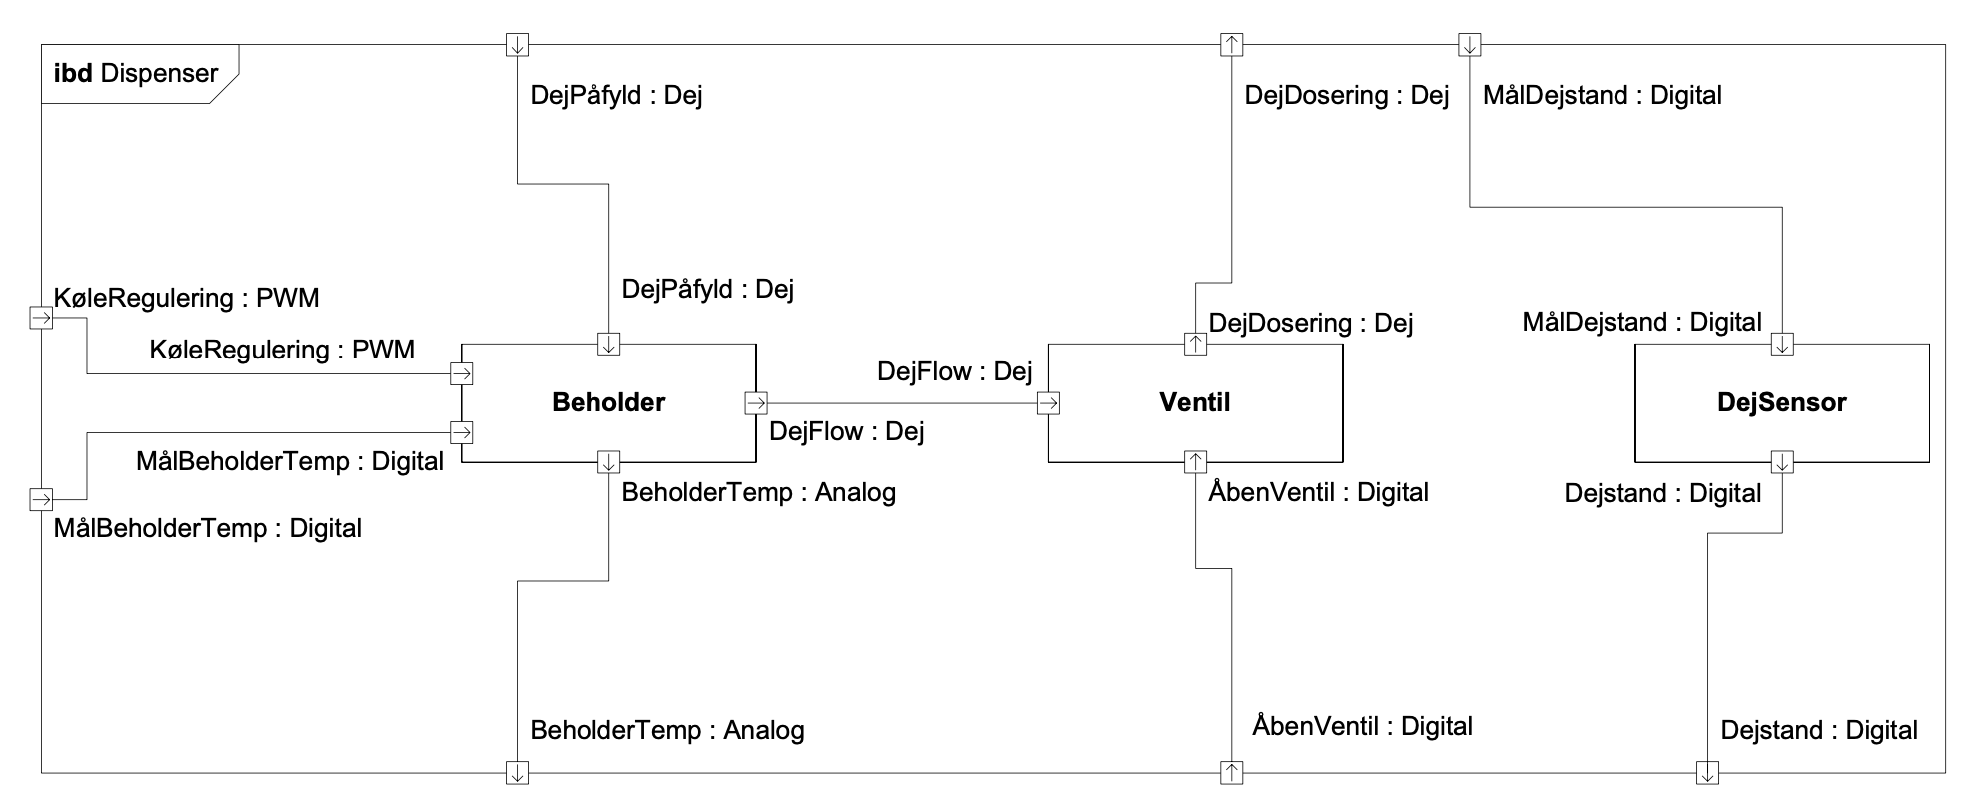 ibd Dispenser
DejPåfyld : Dej
DejDosering : Dej
MålDejstand : Digital
KøleRegulering : PWM
DejPåfyld : Dej
KøleRegulering : PWM
DejDosering : Dej
MålDejstand : Digital
DejFlow : Dej
Beholder
Ventil
DejSensor
DejFlow : Dej
MålBeholderTemp : Digital
BeholderTemp : Analog
ÅbenVentil : Digital
Dejstand : Digital
MålBeholderTemp : Digital
BeholderTemp : Analog
ÅbenVentil : Digital
Dejstand : Digital